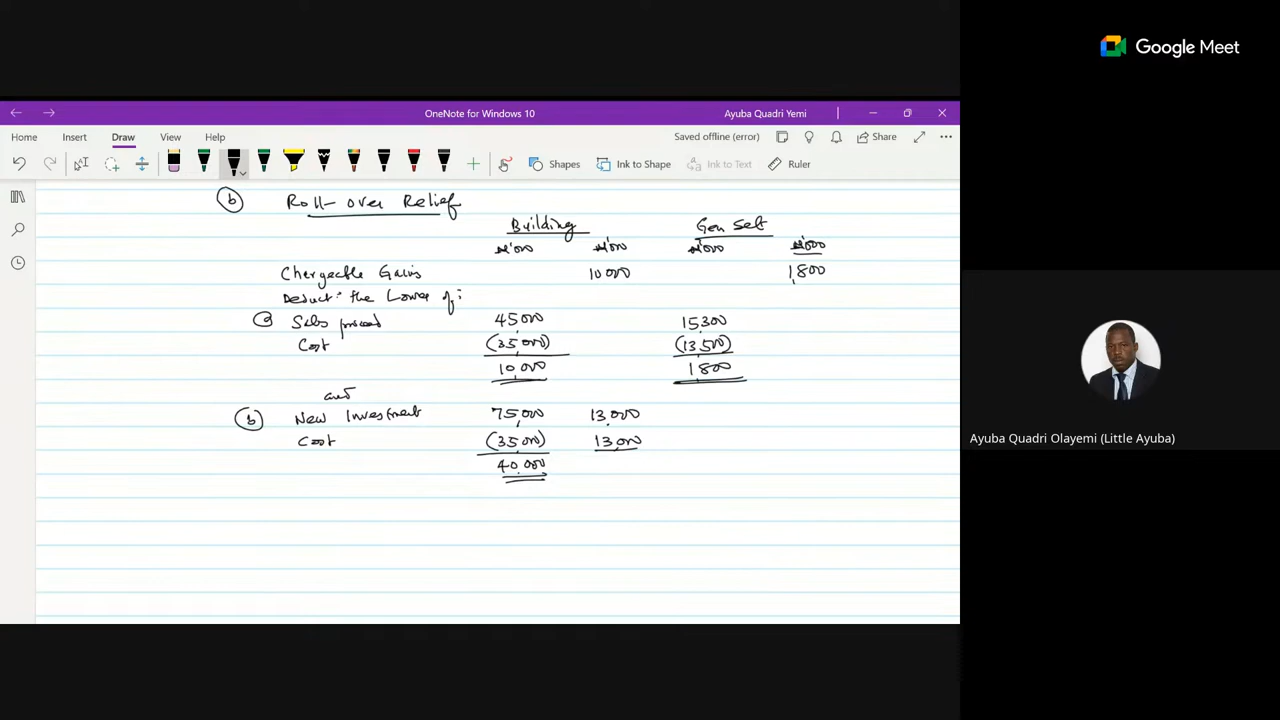 Google Meet
OneNote for Windows 10
Ayuba Quadri Yemi
Home Insert Draw View Help
Saved offline (error)
Share
Shapes Ink to Shape Ink to Text Ruler
(b) Roll-over Relief
Building Gen Set
₦'000 ₦'000 ₦'000 ₦'000
Chargeable Gains 10000 1,800
Deduct: the Lower of:
(a) Sales proceed 45,000 15,300
Cost (35,000) (13,500)
10,000 1,800
and
(b) New Investment 75,000 13,000
Cost (35,000) 13,000
40,000
Ayuba Quadri Olayemi (Little Ayuba)